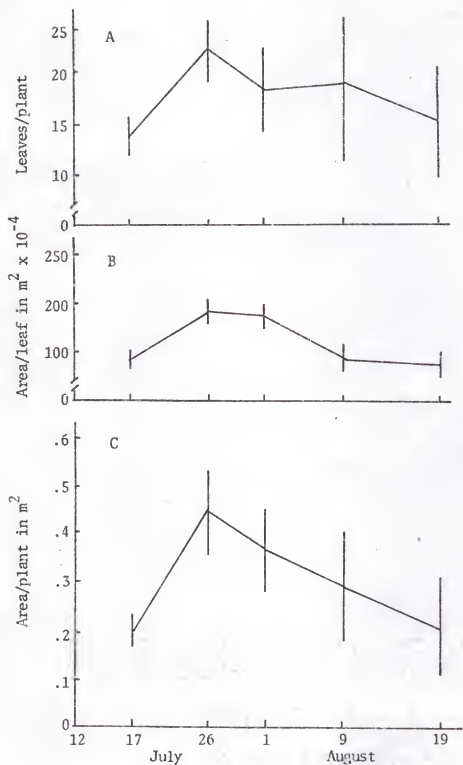 A
25
20
15
10
0
Leaves/plant
B
250
200
100
0
Area/leaf in m² x 10⁻⁴
C
.6
.5
.4
.3
.2
.1
0
Area/plant in m²
12 17 26 1 9 19
July August